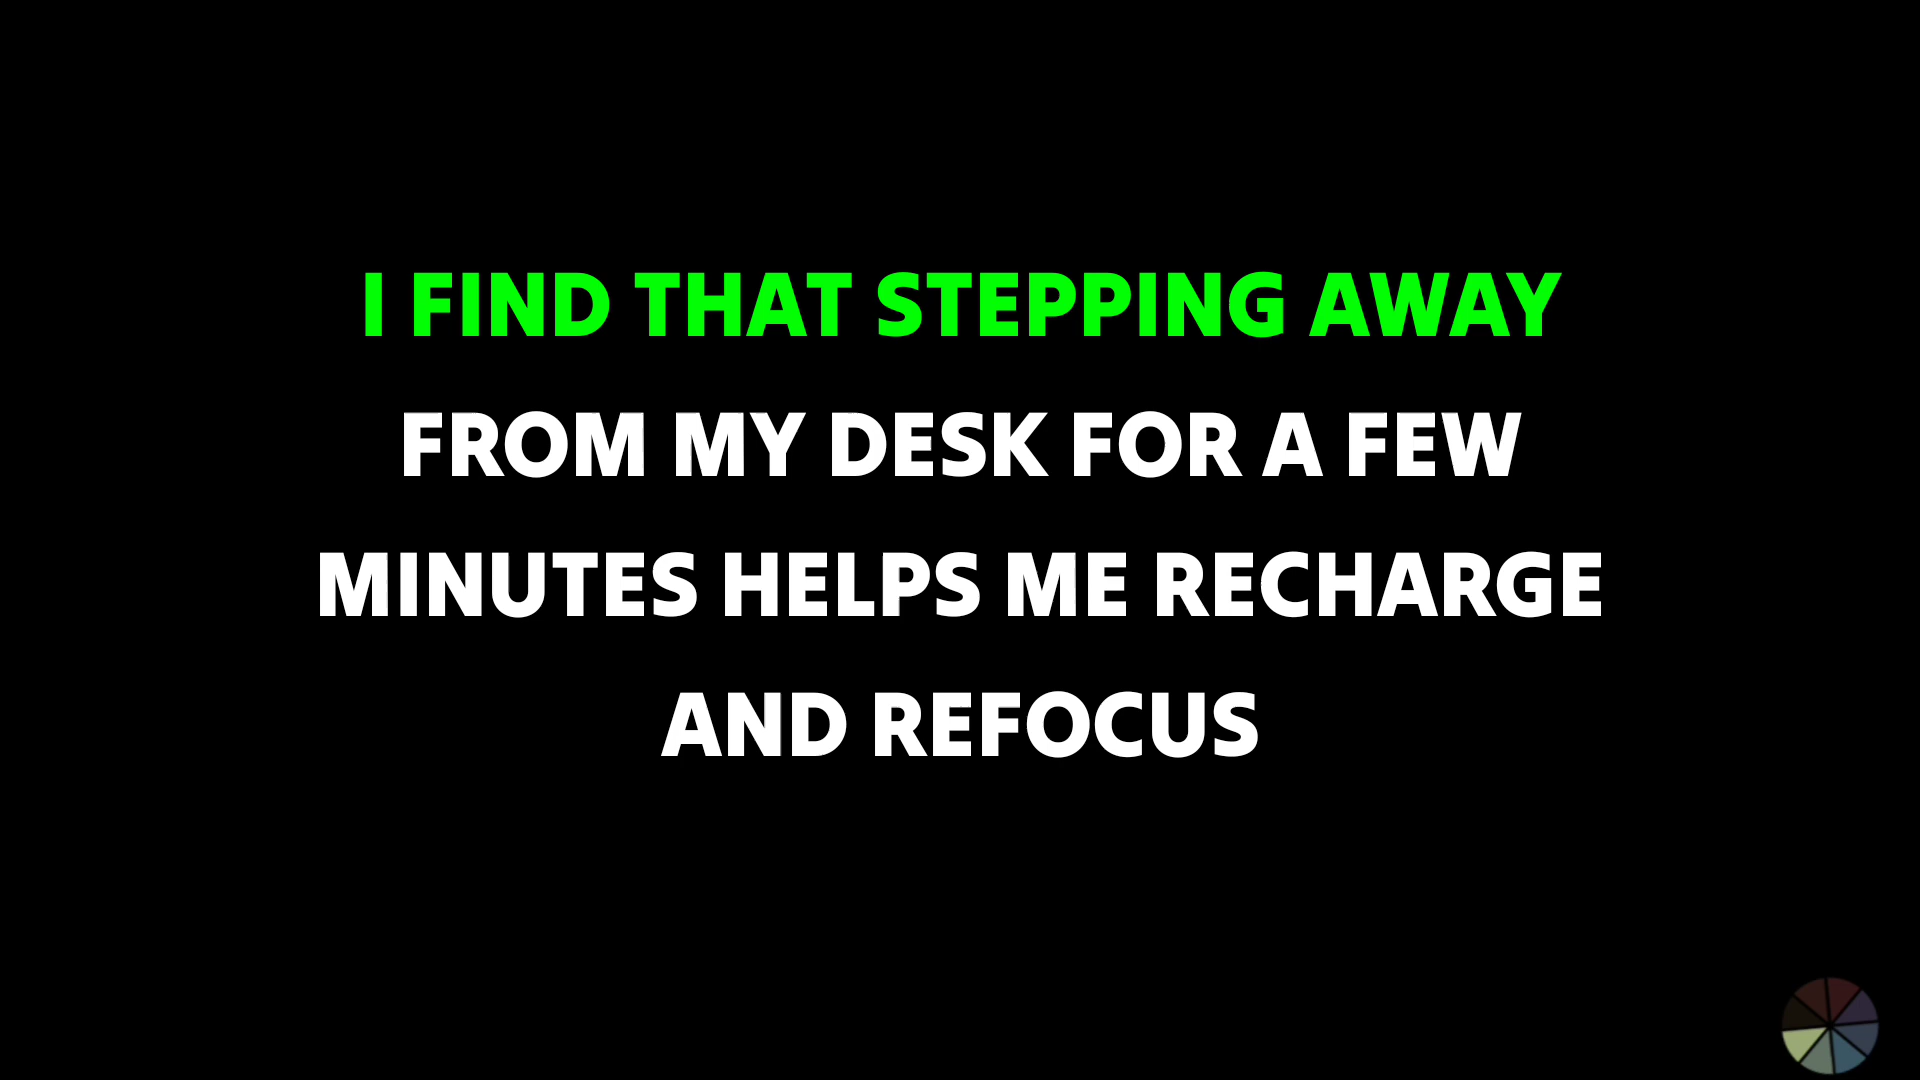 I FIND THAT STEPPING AWAY
FROM MY DESK FOR A FEW
MINUTES HELPS ME RECHARGE
AND REFOCUS